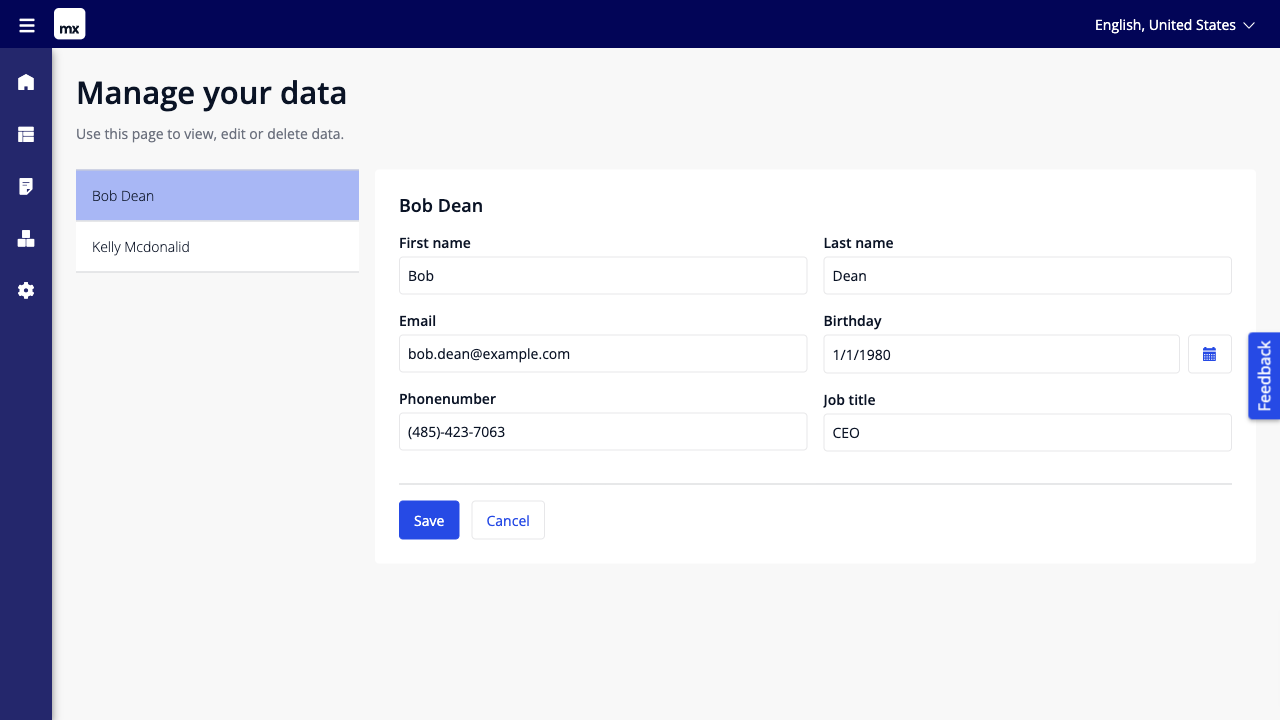 mx
English, United States
Manage your data
Use this page to view, edit or delete data.
Bob Dean
Kelly Mcdonalid
Bob Dean
First name
Last name
Bob
Dean
Email
Birthday
bob.dean@example.com
1/1/1980
Phonenumber
Job title
(485)-423-7063
CEO
Save
Cancel
Feedback